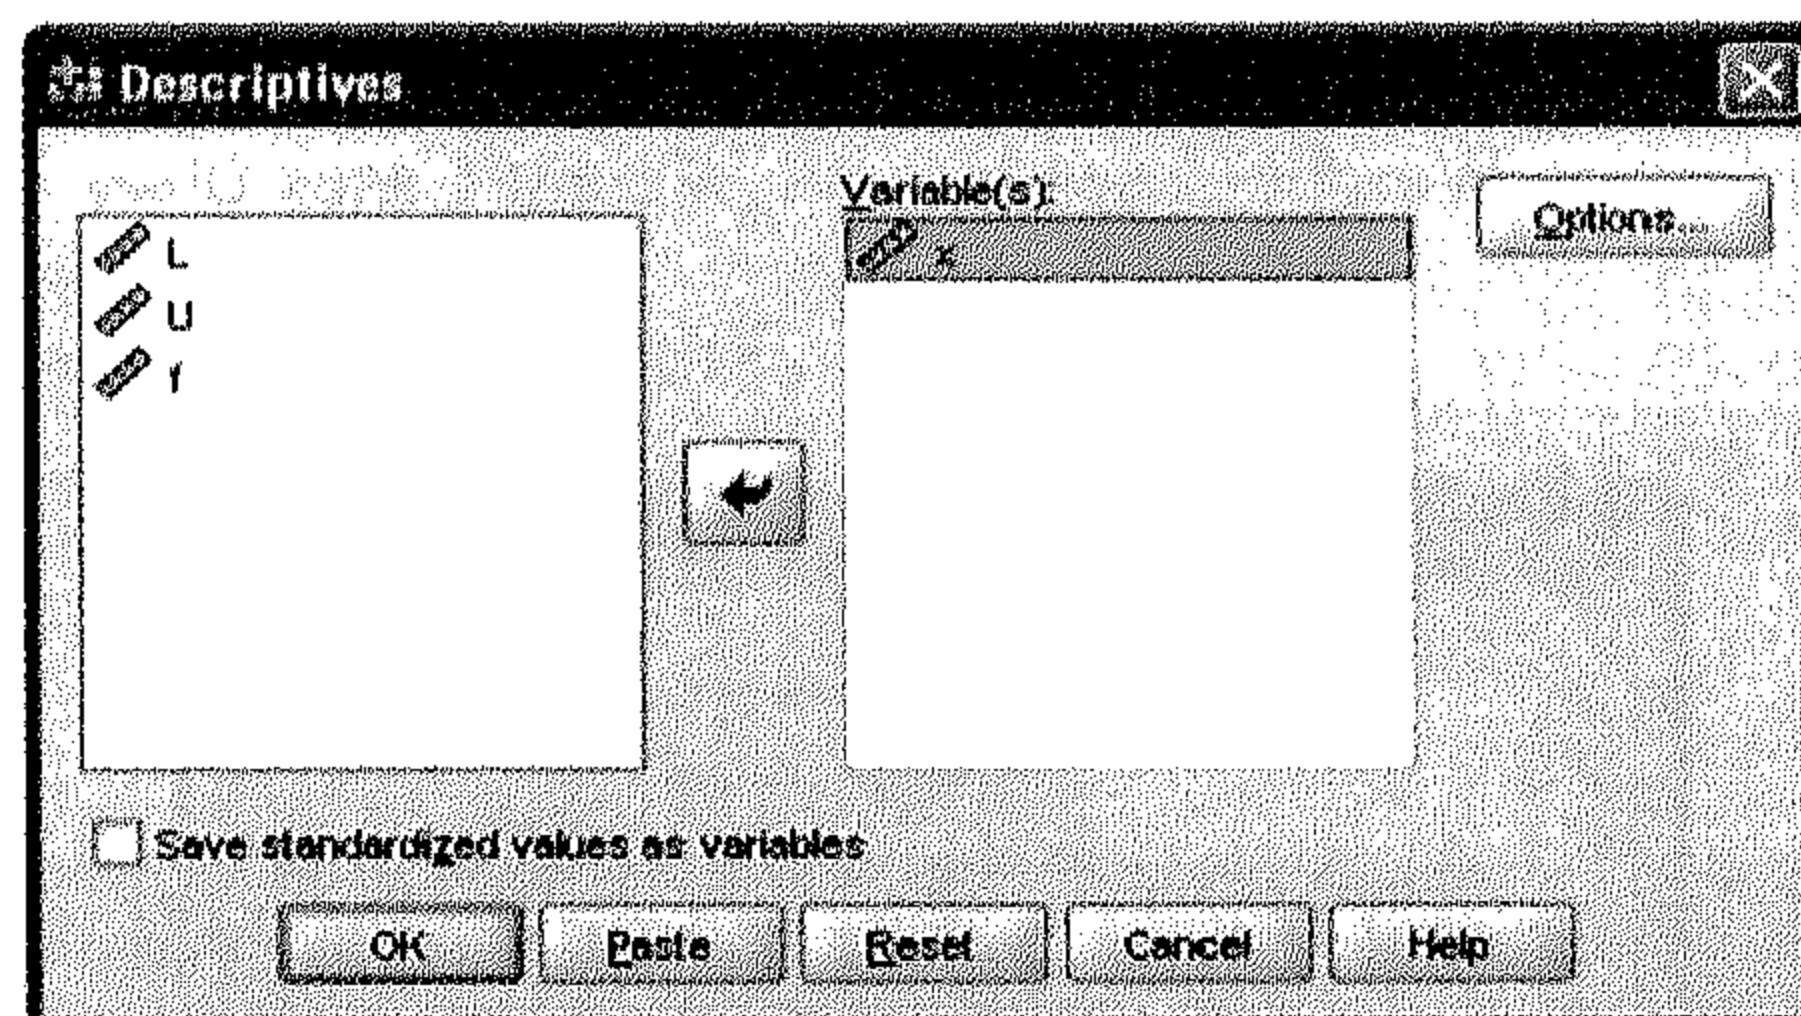 Descriptives
Variable(s):
L
U
f
x
Options...
Save standardized values as variables
OK
Paste
Reset
Cancel
Help